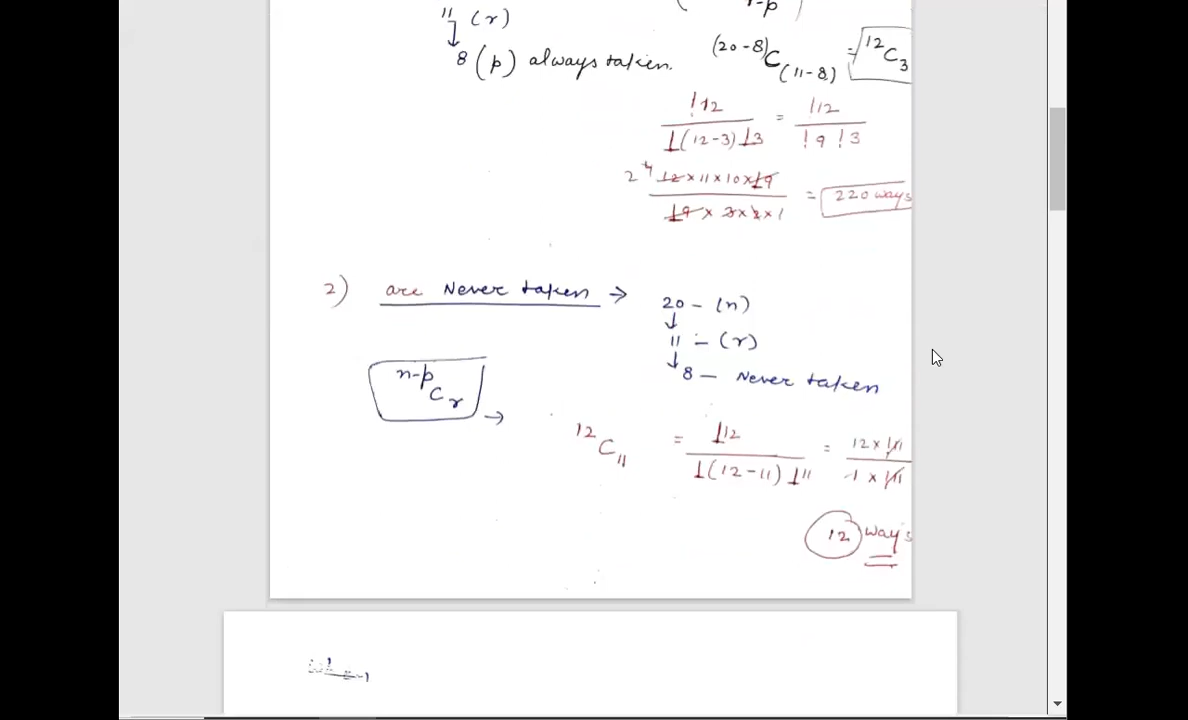 11 (r)
r-p
8 (p) always taken.
(20-8)C(11-8) = 12C3
!12 / !(12-3) !3 = !12 / !9 !3
2 4 12×11×10×!9 / !9 × 3×2×1 = 220 ways
2) are Never taken →
20 - (n)
11 - (r)
8 - Never taken
n-pCr →
12C11 = !12 / !(12-11) !11 = 12 × !11 / 1 × !11
12 ways